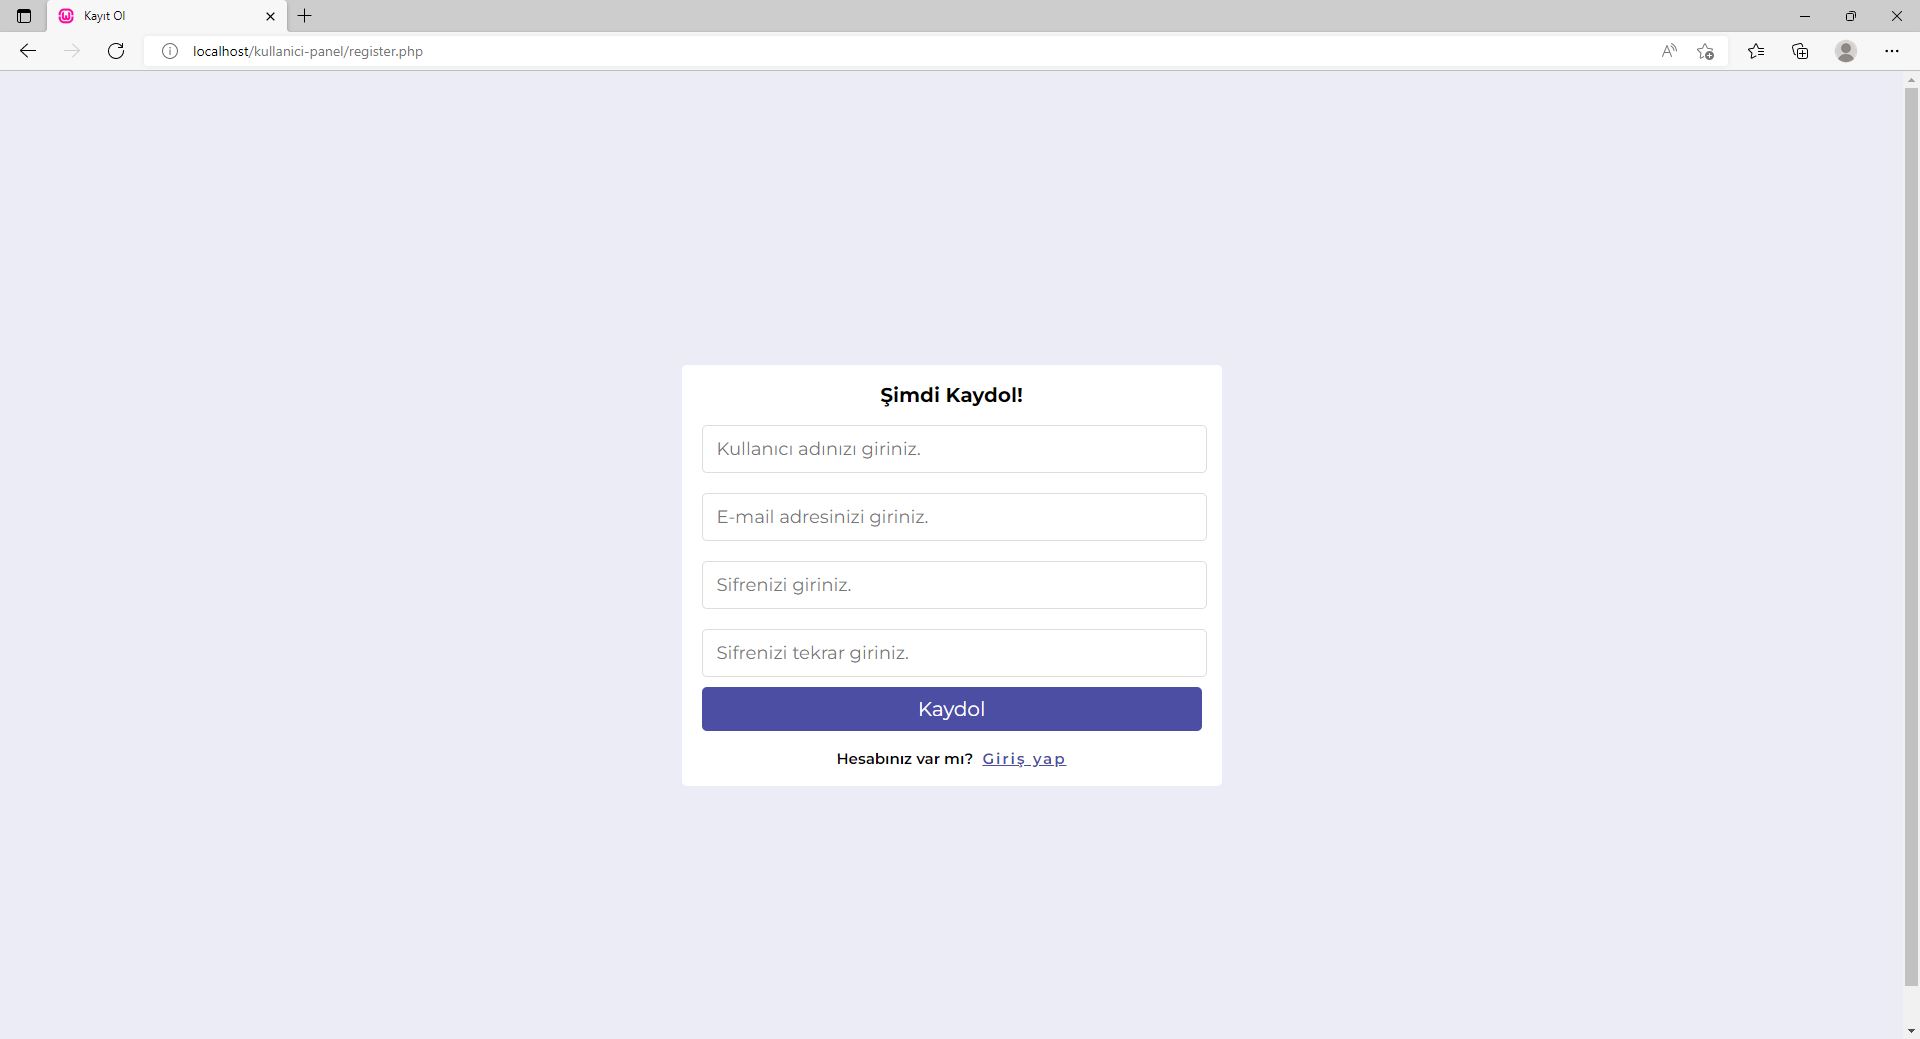 Kayıt Ol
localhost/kullanici-panel/register.php
Şimdi Kaydol!
Kullanıcı adınızı giriniz.
E-mail adresinizi giriniz.
Sifrenizi giriniz.
Sifrenizi tekrar giriniz.
Kaydol
Hesabınız var mı? Giriş yap